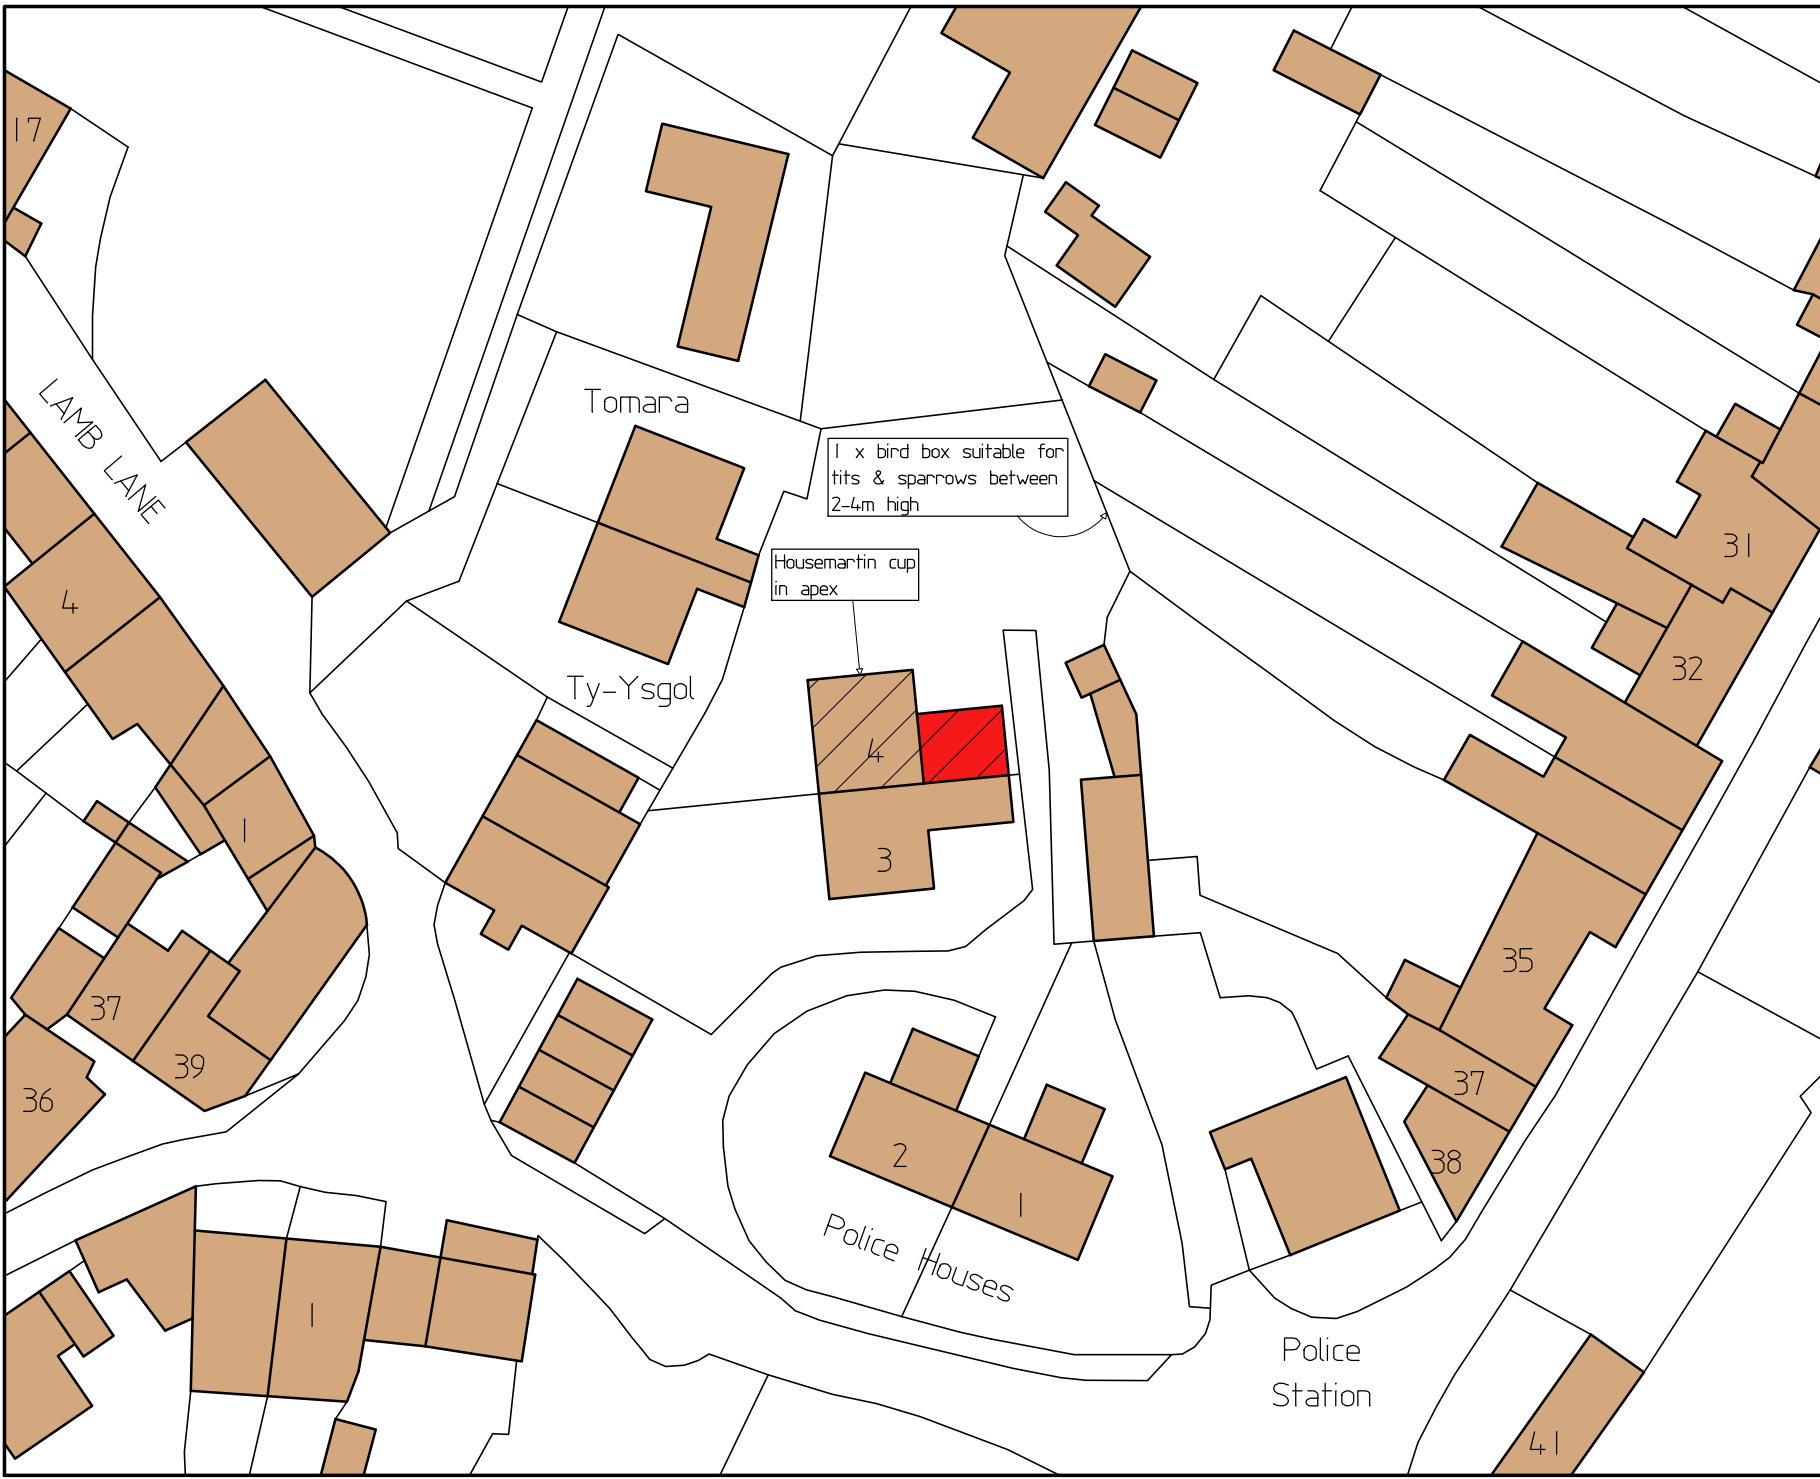 17
LAMB LANE
Tomara
1 x bird box suitable for
tits & sparrows between
2-4m high
31
Housemartin cup
in apex
4
32
Ty-Ysgol
4
1
3
35
37
39
36
37
38
2
1
Police Houses
1
Police
Station
41